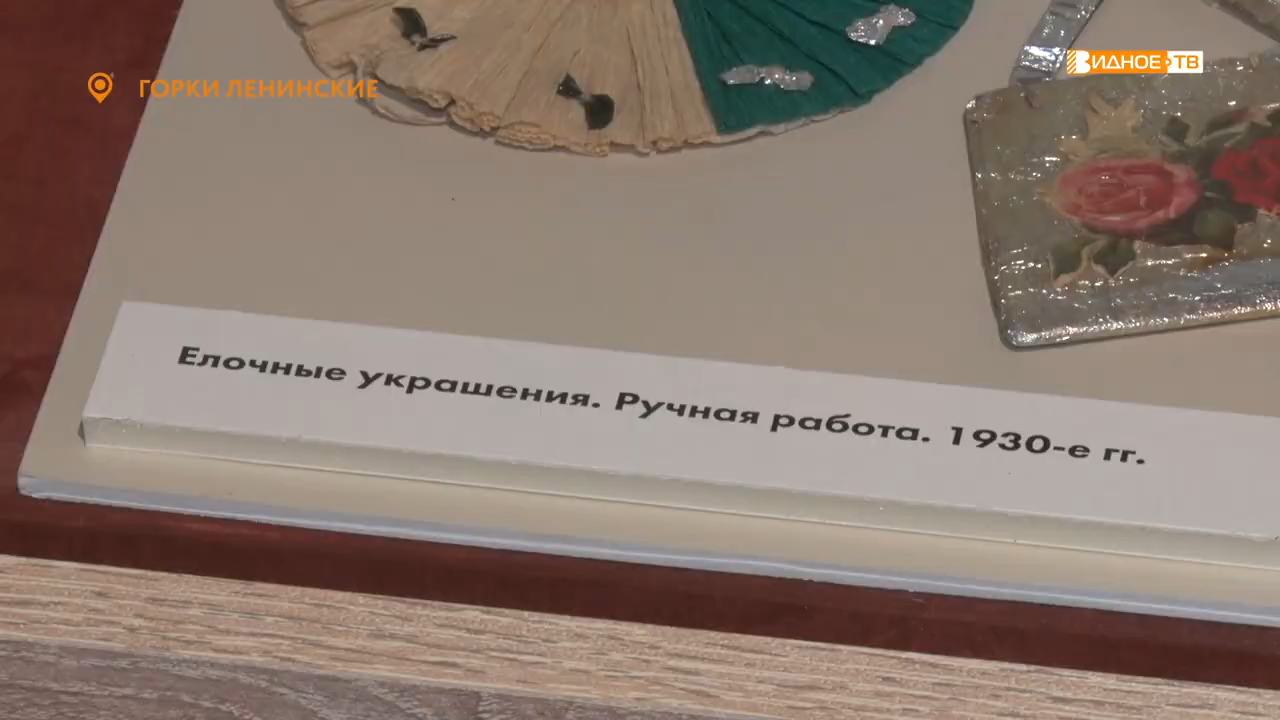 ВИДНОЕ ТВ
ГОРКИ ЛЕНИНСКИЕ
Елочные украшения. Ручная работа. 1930-е гг.